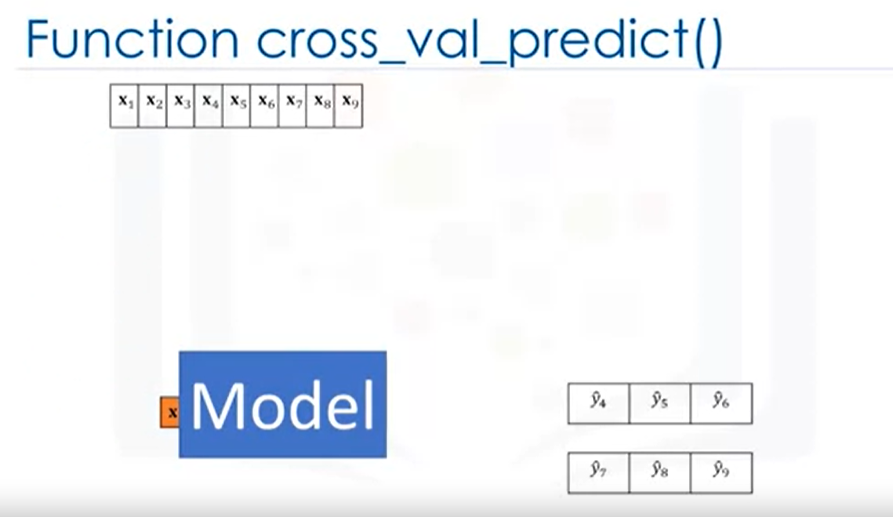 Function cross_val_predict()
x₁ x₂ x₃ x₄ x₅ x₆ x₇ x₈ x₉
x Model
ŷ₄ ŷ₅ ŷ₆
ŷ₇ ŷ₈ ŷ₉